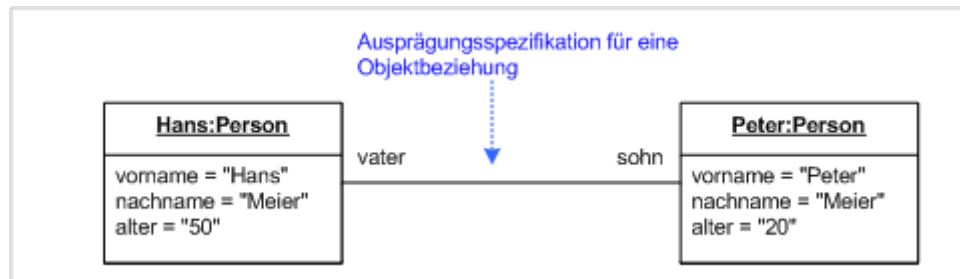 Ausprägungsspezifikation für eine
Objektbeziehung
Hans:Person
vorname = "Hans"
nachname = "Meier"
alter = "50"
vater
sohn
Peter:Person
vorname = "Peter"
nachname = "Meier"
alter = "20"